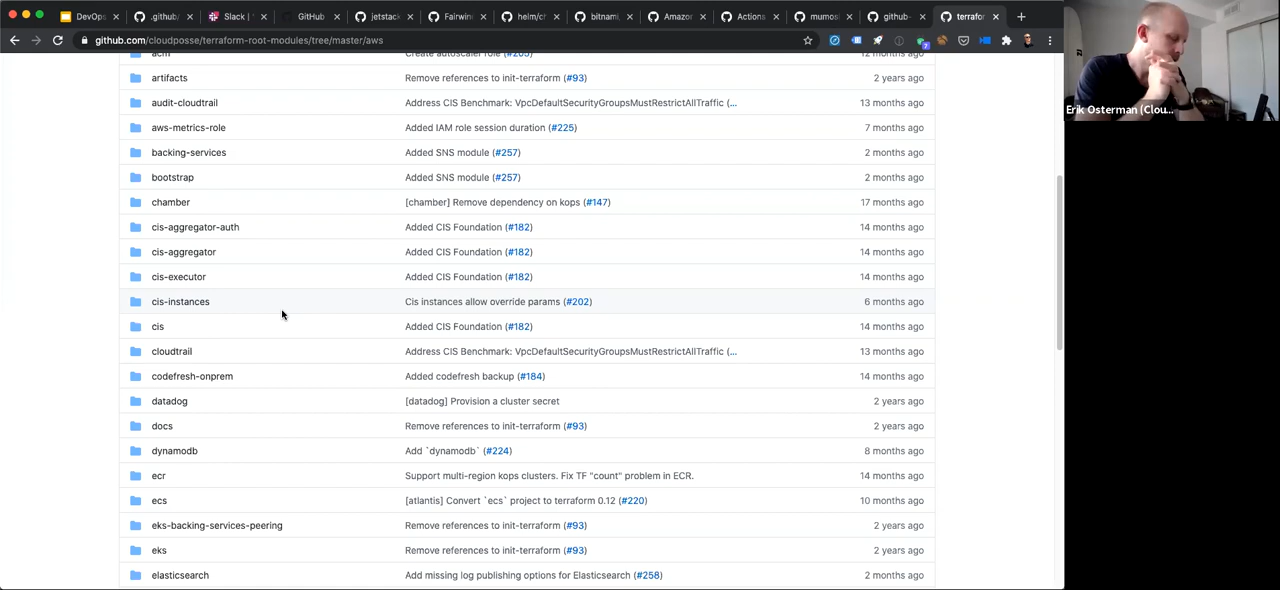 DevOps
.github/
Slack |
GitHub
jetstack
Fairwin
helm/c
bitnami,
Amazor
Actions
mumos
github-
terrafor
github.com/cloudposse/terraform-root-modules/tree/master/aws
7
acm Create autoscaler role (#205) 12 months ago
artifacts Remove references to init-terraform (#93) 2 years ago
audit-cloudtrail Address CIS Benchmark: VpcDefaultSecurityGroupsMustRestrictAllTraffic (... 13 months ago
aws-metrics-role Added IAM role session duration (#225) 7 months ago
backing-services Added SNS module (#257) 2 months ago
bootstrap Added SNS module (#257) 2 months ago
chamber [chamber] Remove dependency on kops (#147) 17 months ago
cis-aggregator-auth Added CIS Foundation (#182) 14 months ago
cis-aggregator Added CIS Foundation (#182) 14 months ago
cis-executor Added CIS Foundation (#182) 14 months ago
cis-instances Cis instances allow override params (#202) 6 months ago
cis Added CIS Foundation (#182) 14 months ago
cloudtrail Address CIS Benchmark: VpcDefaultSecurityGroupsMustRestrictAllTraffic (... 13 months ago
codefresh-onprem Added codefresh backup (#184) 14 months ago
datadog [datadog] Provision a cluster secret 2 years ago
docs Remove references to init-terraform (#93) 2 years ago
dynamodb Add `dynamodb` (#224) 8 months ago
ecr Support multi-region kops clusters. Fix TF "count" problem in ECR. 14 months ago
ecs [atlantis] Convert `ecs` project to terraform 0.12 (#220) 10 months ago
eks-backing-services-peering Remove references to init-terraform (#93) 2 years ago
eks Remove references to init-terraform (#93) 2 years ago
elasticsearch Add missing log publishing options for Elasticsearch (#258) 2 months ago
Erik Osterman (Clou...